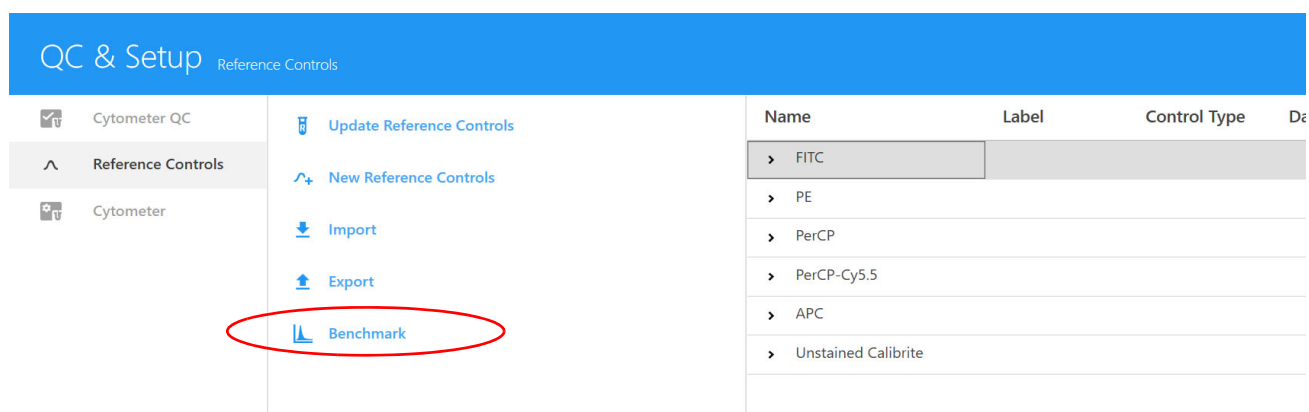 QC & Setup Reference Controls
Cytometer QC
Reference Controls
Cytometer
Update Reference Controls
New Reference Controls
Import
Export
Benchmark
Name Label Control Type Da
FITC
PE
PerCP
PerCP-Cy5.5
APC
Unstained Calibrite